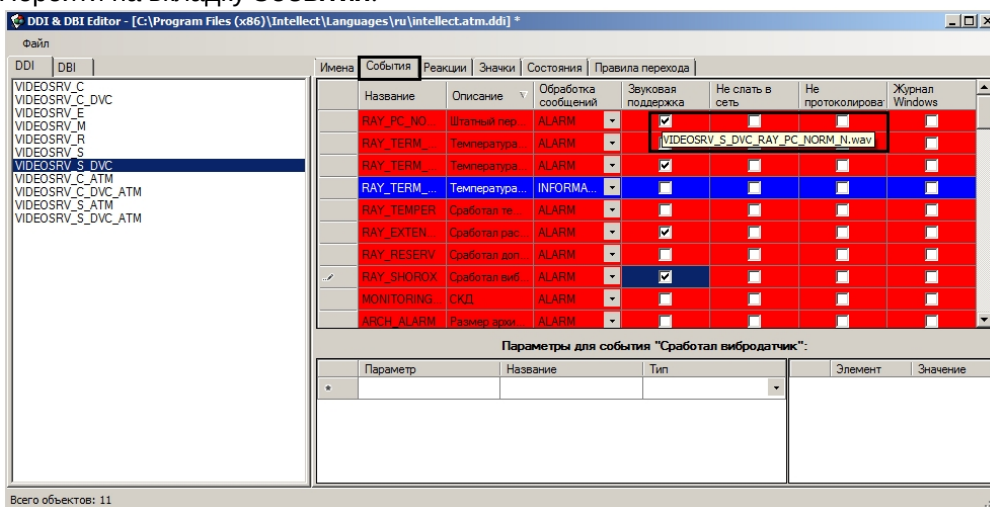 Перейти на вкладку События.
DDI & DBI Editor - [C:\Program Files (x86)\Intellect\Languages\ru\intellect.atm.ddi] *
Файл
DDI DBI
VIDEOSRV_C
VIDEOSRV_C_DVC
VIDEOSRV_E
VIDEOSRV_M
VIDEOSRV_R
VIDEOSRV_S
VIDEOSRV_S_DVC
VIDEOSRV_C_ATM
VIDEOSRV_C_DVC_ATM
VIDEOSRV_S_ATM
VIDEOSRV_S_DVC_ATM
Имена События Реакции Значки Состояния Правила перехода
Название Описание Обработка сообщений Звуковая поддержка Не слать в сеть Не протоколироват Журнал Windows
RAY_PC_NO... Штатный пер... ALARM
RAY_TERM_... Температура... ALARM
VIDEOSRV_S_DVC_RAY_PC_NORM_N.wav
RAY_TERM_... Температура... ALARM
RAY_TERM_... Температура... INFORMA...
RAY_TEMPER Сработал те... ALARM
RAY_EXTEN... Сработал рас... ALARM
RAY_RESERV Сработал доп... ALARM
RAY_SHOROX Сработал виб... ALARM
MONITORING... СКД ALARM
ARCH_ALARM Размер архи... ALARM
Параметры для события "Сработал вибродатчик":
Параметр Название Тип
Элемент Значение
Всего объектов: 11